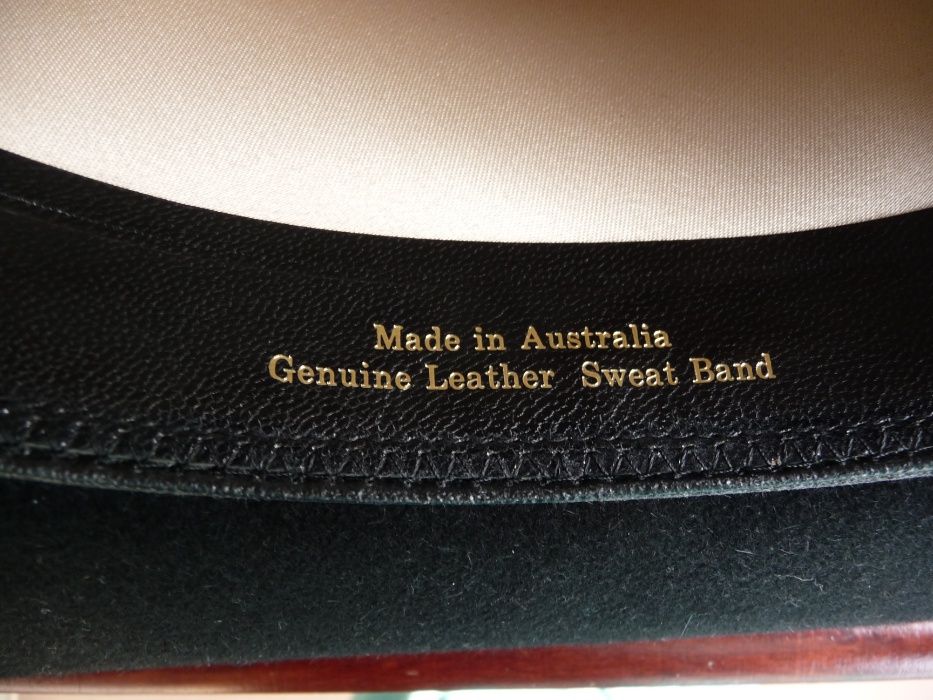 Made in Australia
Genuine Leather Sweat Band